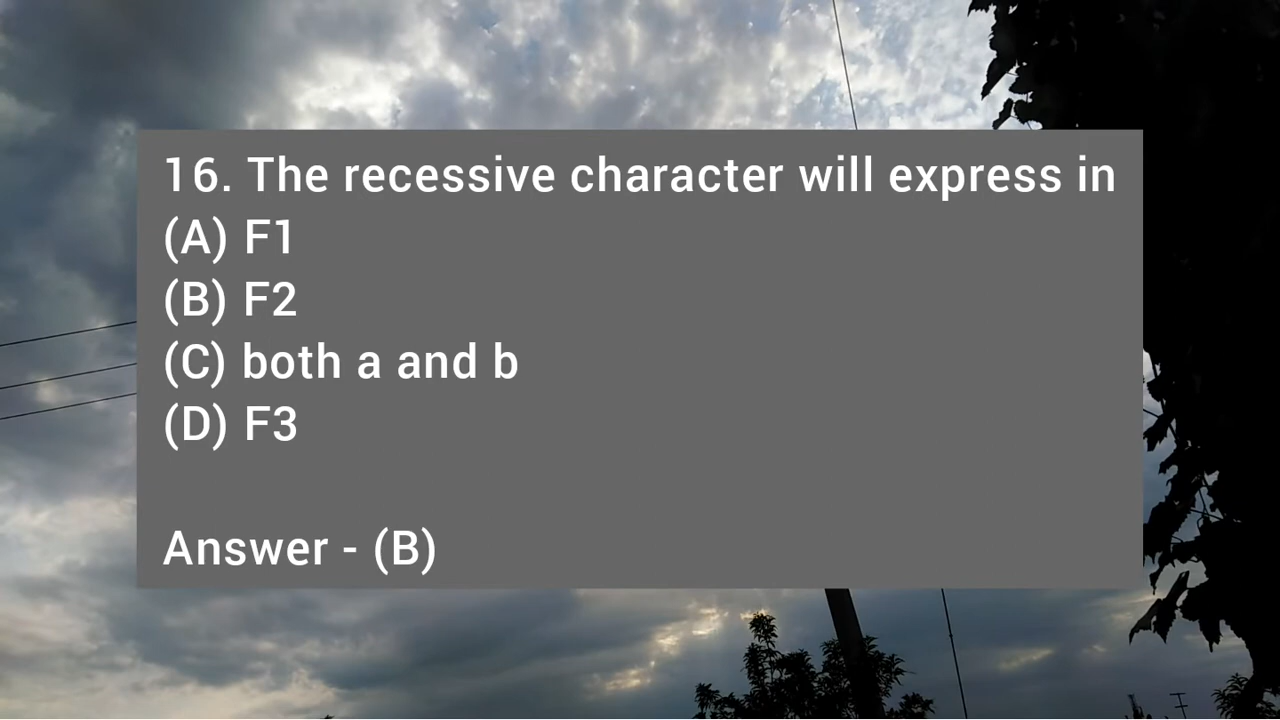 16. The recessive character will express in
(A) F1
(B) F2
(C) both a and b
(D) F3
Answer - (B)